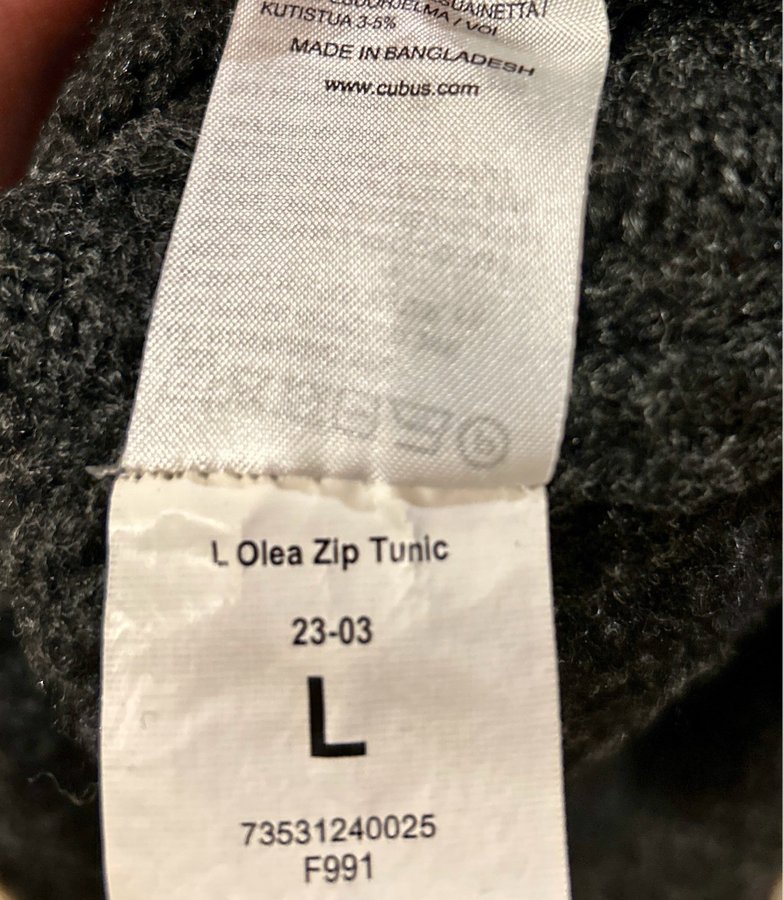 KUTISTUA 3-5%
MADE IN BANGLADESH
www.cubus.com
L Olea Zip Tunic
23-03
L
73531240025
F991